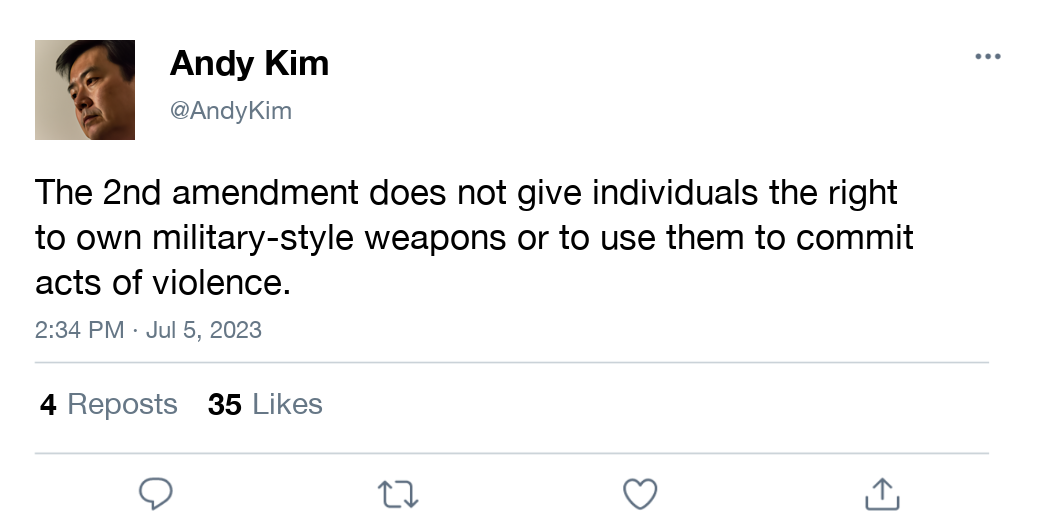 Andy Kim
@AndyKim
The 2nd amendment does not give individuals the right
to own military-style weapons or to use them to commit
acts of violence.
2:34 PM · Jul 5, 2023
4 Reposts 35 Likes